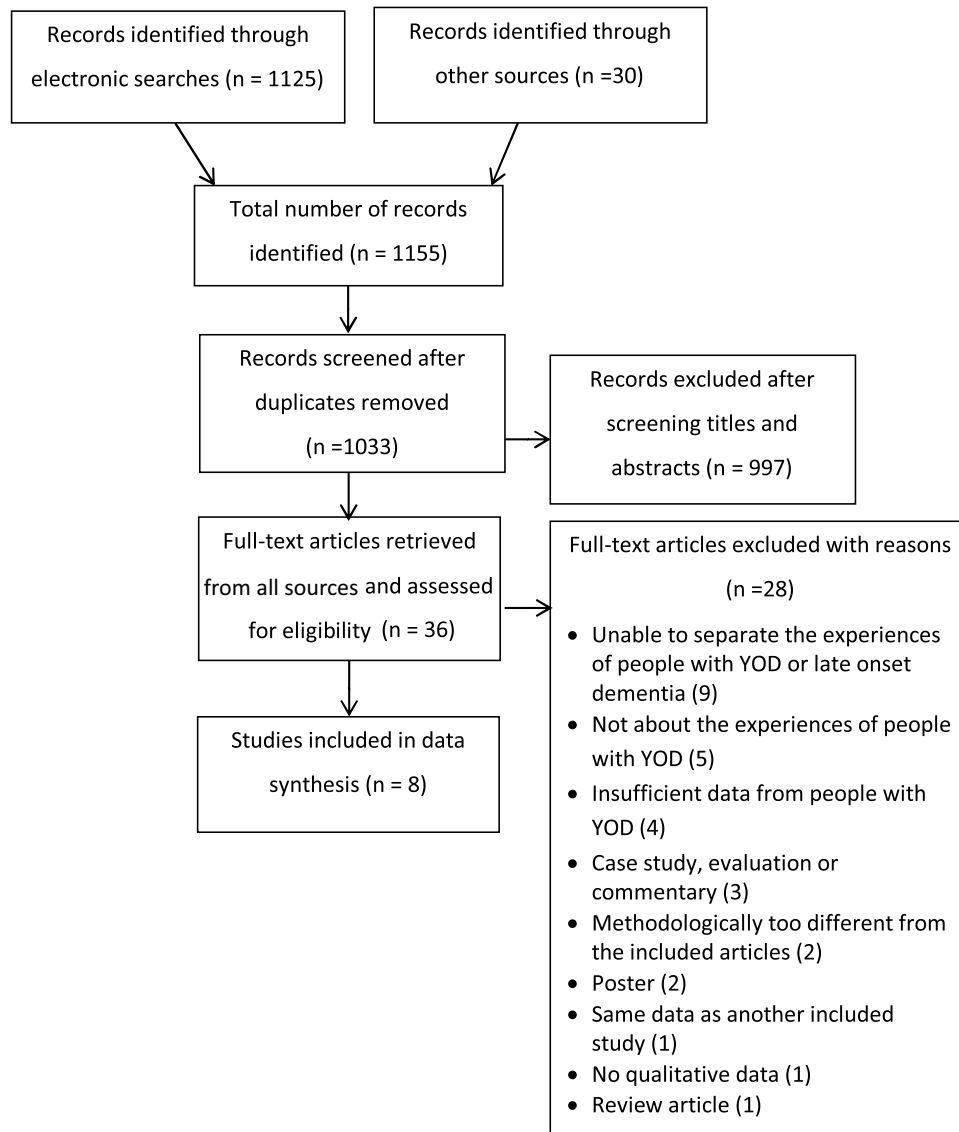 Records identified through
electronic searches (n = 1125)
Records identified through
other sources (n =30)
Total number of records
identified (n = 1155)
Records screened after
duplicates removed
(n =1033)
Records excluded after
screening titles and
abstracts (n = 997)
Full-text articles retrieved
from all sources and assessed
for eligibility (n = 36)
Full-text articles excluded with reasons
(n =28)
• Unable to separate the experiences
of people with YOD or late onset
dementia (9)
• Not about the experiences of people
with YOD (5)
• Insufficient data from people with
YOD (4)
• Case study, evaluation or
commentary (3)
• Methodologically too different from
the included articles (2)
• Poster (2)
• Same data as another included
study (1)
• No qualitative data (1)
• Review article (1)
Studies included in data
synthesis (n = 8)